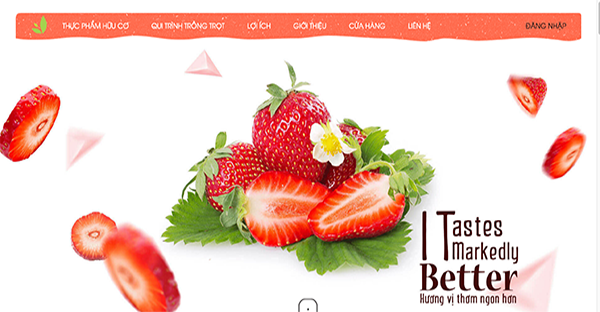 THỰC PHẨM HỮU CƠ
QUI TRÌNH TRỒNG TRỌT
LỢI ÍCH
GIỚI THIỆU
CỬA HÀNG
LIÊN HỆ
ĐĂNG NHẬP
I Tastes
Markedly
Better
Hương vị thơm ngon hơn